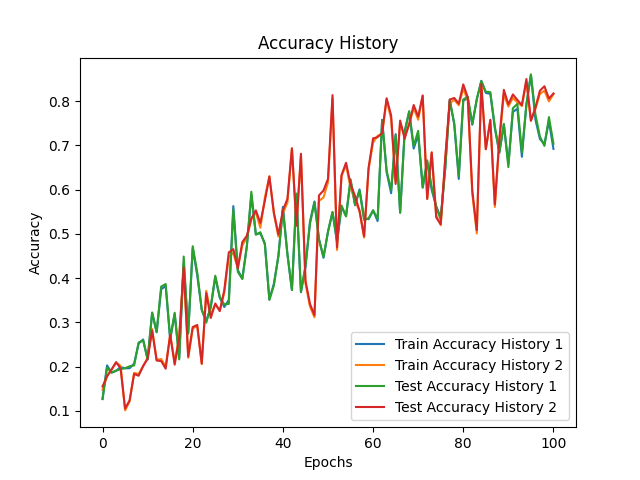 Accuracy History
Accuracy
0.8
0.7
0.6
0.5
0.4
0.3
0.2
0.1
Train Accuracy History 1
Train Accuracy History 2
Test Accuracy History 1
Test Accuracy History 2
0 20 40 60 80 100
Epochs